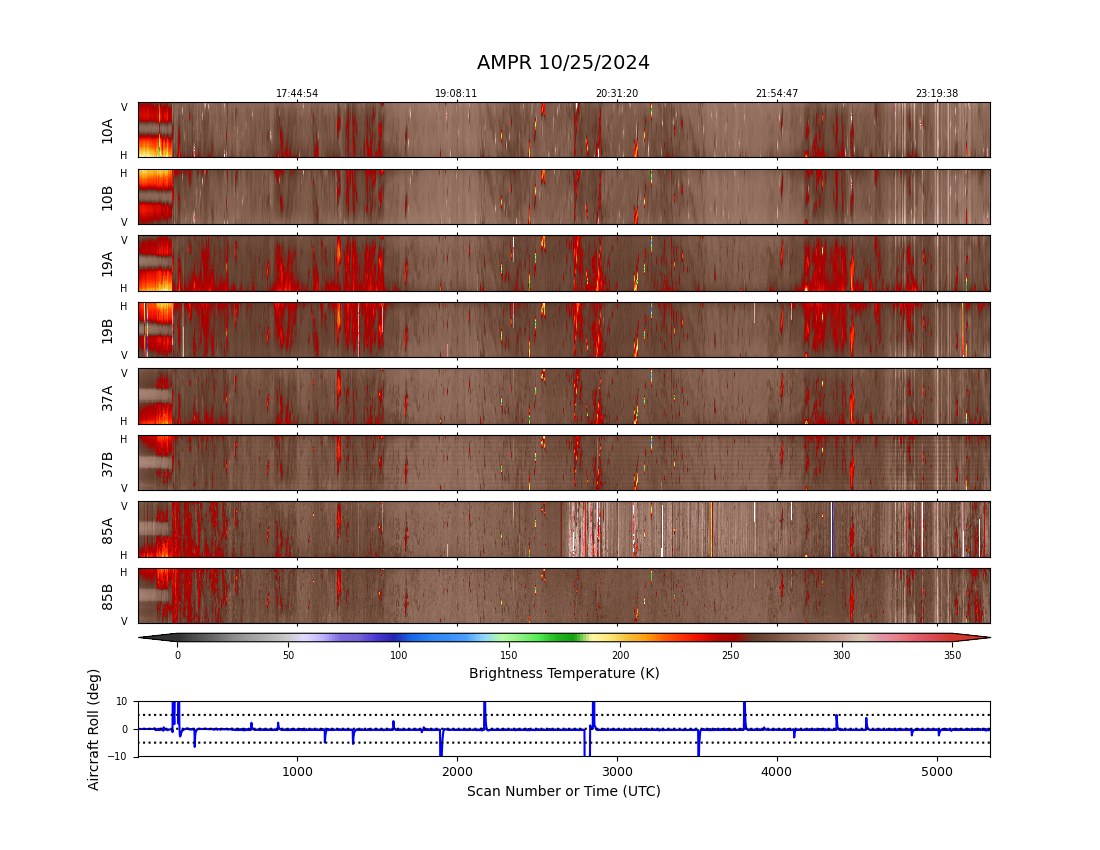 AMPR 10/25/2024
17:44:54 19:08:11 20:31:20 21:54:47 23:19:38
V
10A
H
H
10B
V
V
19A
H
H
19B
V
V
37A
H
H
37B
V
V
85A
H
H
85B
V
0 50 100 150 200 250 300 350
Brightness Temperature (K)
Aircraft Roll (deg)
10
0
−10
1000 2000 3000 4000 5000
Scan Number or Time (UTC)